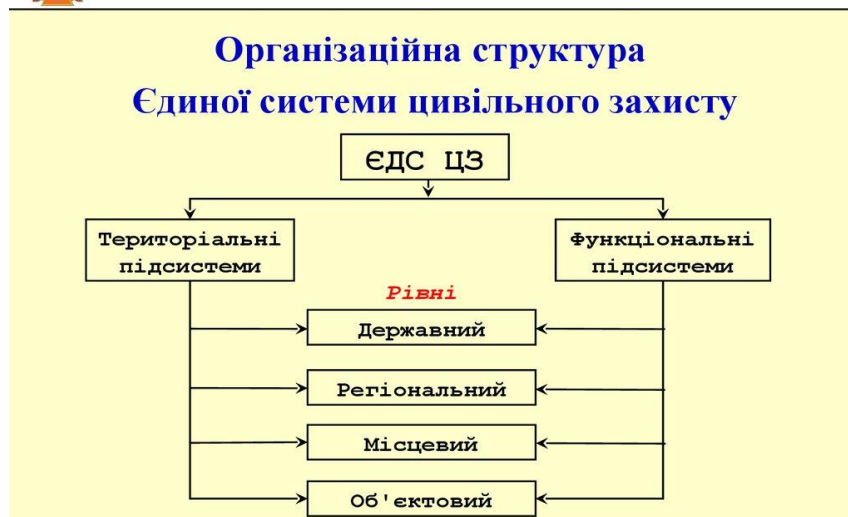 Організаційна структура
Єдиної системи цивільного захисту
ЄДС ЦЗ
Територіальні
підсистеми
Функціональні
підсистеми
Рівні
Державний
Регіональний
Місцевий
Об'єктовий